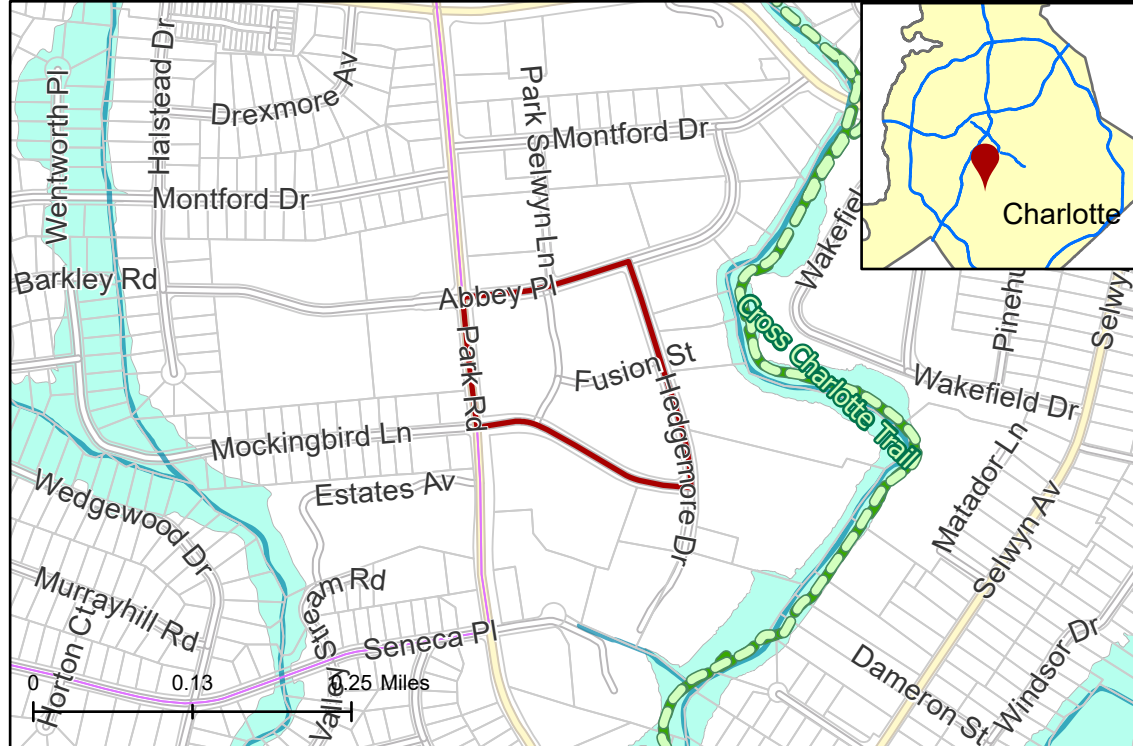 Wentworth Pl
Halstead Dr
Drexmore Av
Park Selwyn Ln
Montford Dr
Montford Dr
Charlotte
Barkley Rd
Abbey Pl
Park Rd
Fusion St
Hedgemore Dr
Cross Charlotte Trail
Wakefield Dr
Mockingbird Ln
Estates Av
Wedgewood Dr
Matador Ln
Selwyn Av
Murrayhill Rd
Horton Ct
Valley Stream Rd
Seneca Pl
Dameron St
Windsor Dr
0
0.13
0.25 Miles
Wakefiel
Pinehu
Selwy